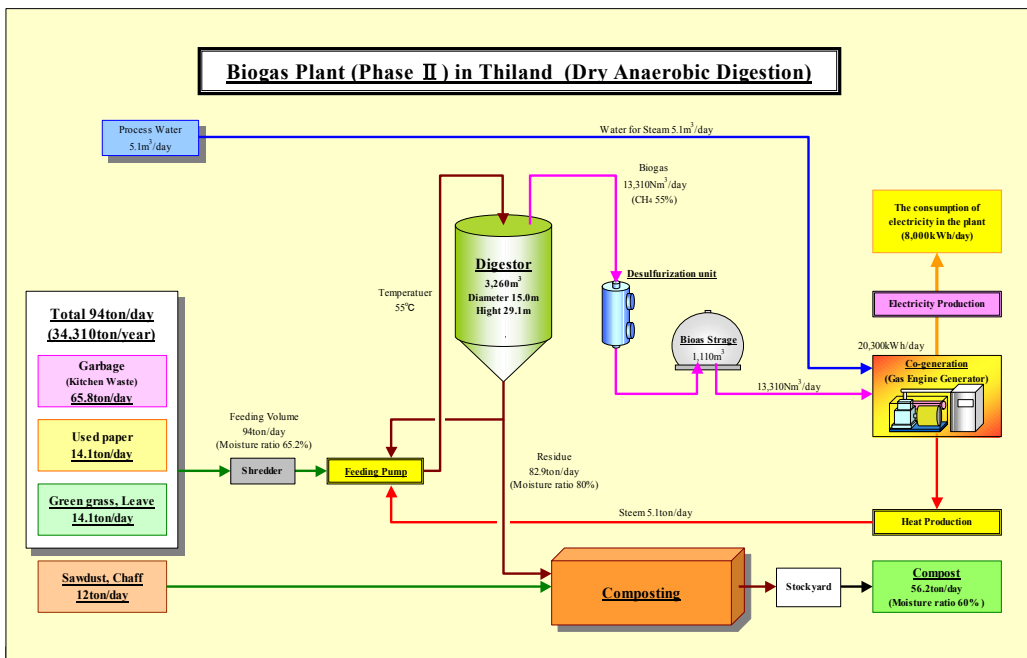 Biogas Plant (Phase Ⅱ) in Thiland (Dry Anaerobic Digestion)
Process Water
5.1m³/day
Water for Steam 5.1m³/day
Biogas
13,310Nm³/day
(CH₄ 55%)
The consumption of
electricity in the plant
(8,000kWh/day)
Digestor
3,260m³
Diameter 15.0m
Hight 29.1m
Temperatuer
55℃
Desulfurization unit
Electricity Production
Total 94ton/day
(34,310ton/year)
Bioas Strage
1,110m³
20,300kWh/day
Co-generation
(Gas Engine Generator)
13,310Nm³/day
Garbage
(Kitchen Waste)
65.8ton/day
Used paper
14.1ton/day
Green grass, Leave
14.1ton/day
Feeding Volume
94ton/day
(Moisture ratio 65.2%)
Shredder
Feeding Pump
Residue
82.9ton/day
(Moisture ratio 80%)
Steem 5.1ton/day
Heat Production
Sawdust, Chaff
12ton/day
Composting
Stockyard
Compost
56.2ton/day
(Moisture ratio 60%)